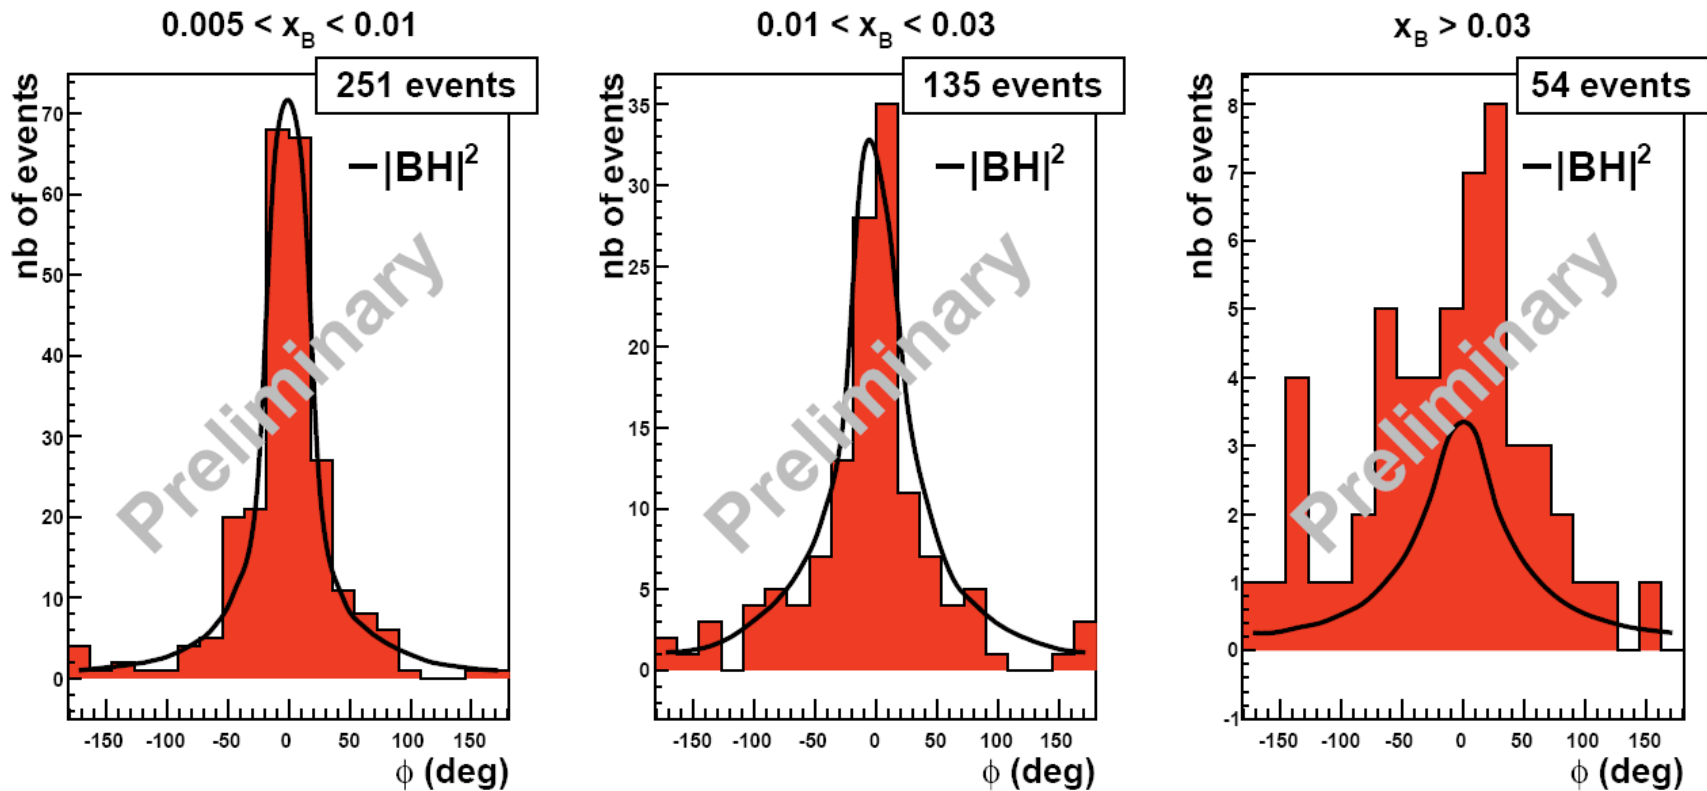 0.005 < x_B < 0.01
251 events
nb of events
−|BH|²
Preliminary
70
60
50
40
30
20
10
0
-150 -100 -50 0 50 100 150
ϕ (deg)
0.01 < x_B < 0.03
135 events
nb of events
−|BH|²
Preliminary
35
30
25
20
15
10
5
0
-150 -100 -50 0 50 100 150
ϕ (deg)
x_B > 0.03
54 events
nb of events
−|BH|²
Preliminary
8
7
6
5
4
3
2
1
0
-1
-150 -100 -50 0 50 100 150
ϕ (deg)